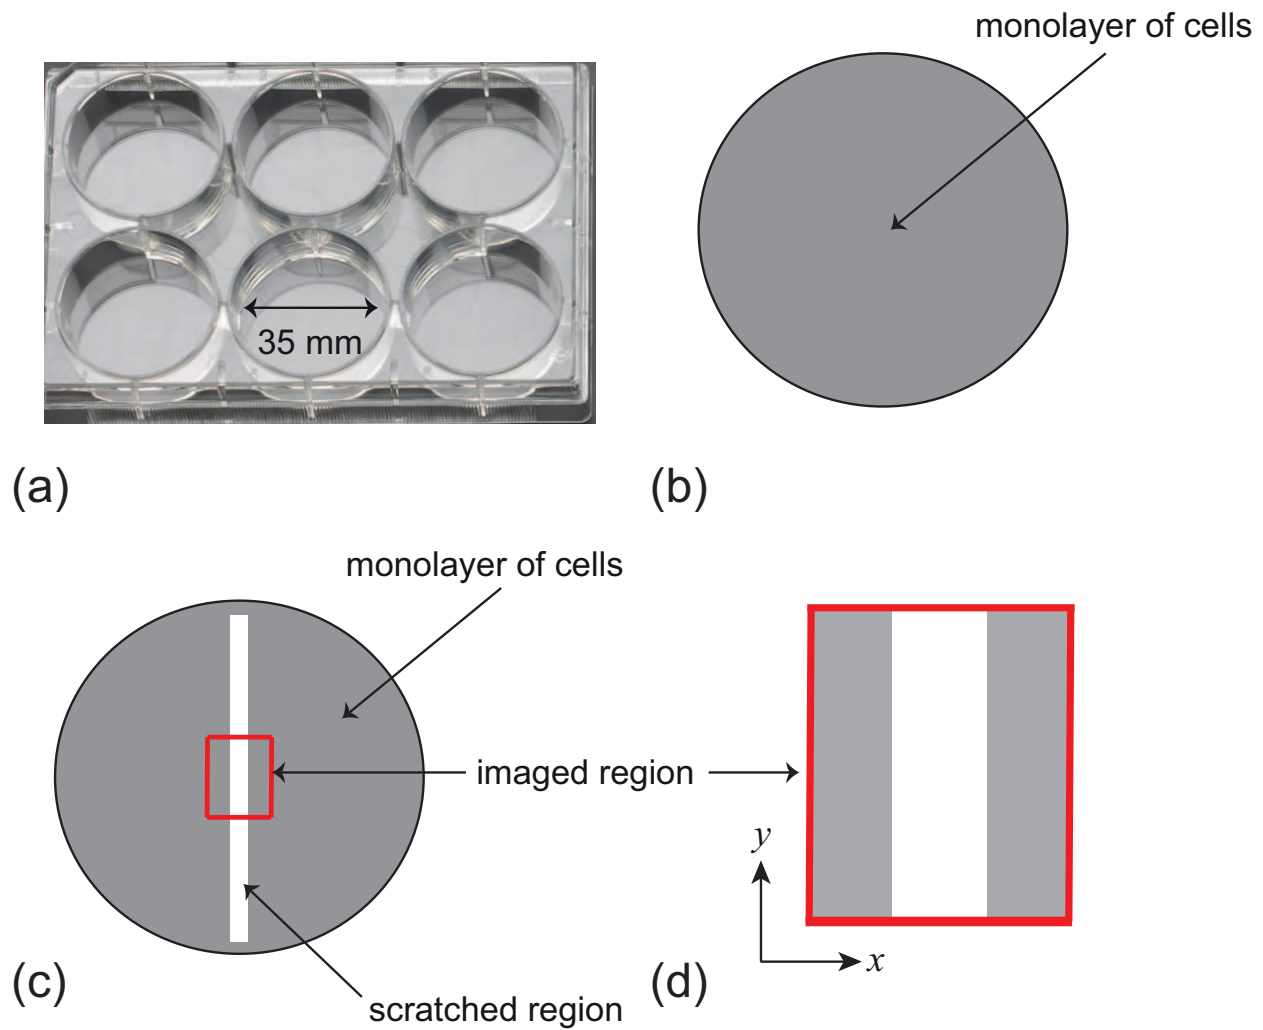 monolayer of cells
35 mm
(a)
(b)
monolayer of cells
imaged region
y
x
scratched region
(c)
(d)